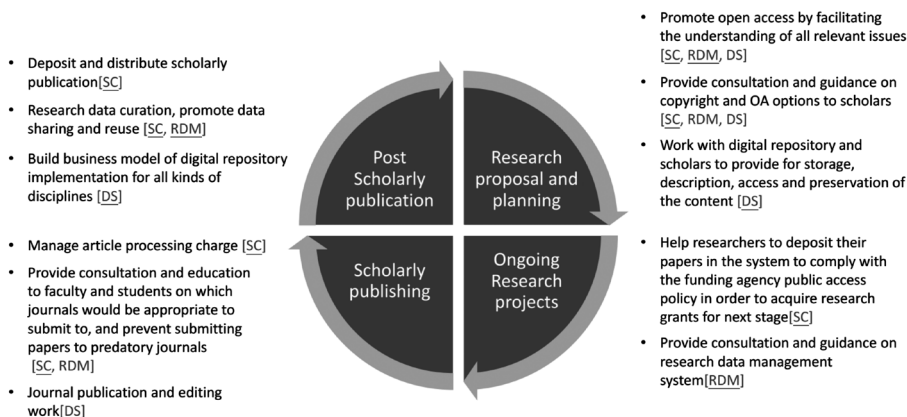 • Deposit and distribute scholarly
publication[SC]
• Research data curation, promote data
sharing and reuse [SC, RDM]
• Build business model of digital repository
implementation for all kinds of
disciplines [DS]
• Manage article processing charge [SC]
• Provide consultation and education
to faculty and students on which
journals would be appropriate to
submit to, and prevent submitting
papers to predatory journals
[SC, RDM]
• Journal publication and editing
work[DS]
Post
Scholarly
publication
Research
proposal and
planning
Scholarly
publishing
Ongoing
Research
projects
• Promote open access by facilitating
the understanding of all relevant issues
[SC, RDM, DS]
• Provide consultation and guidance on
copyright and OA options to scholars
[SC, RDM, DS]
• Work with digital repository and
scholars to provide for storage,
description, access and preservation of
the content [DS]
• Help researchers to deposit their
papers in the system to comply with
the funding agency public access
policy in order to acquire research
grants for next stage[SC]
• Provide consultation and guidance on
research data management
system[RDM]